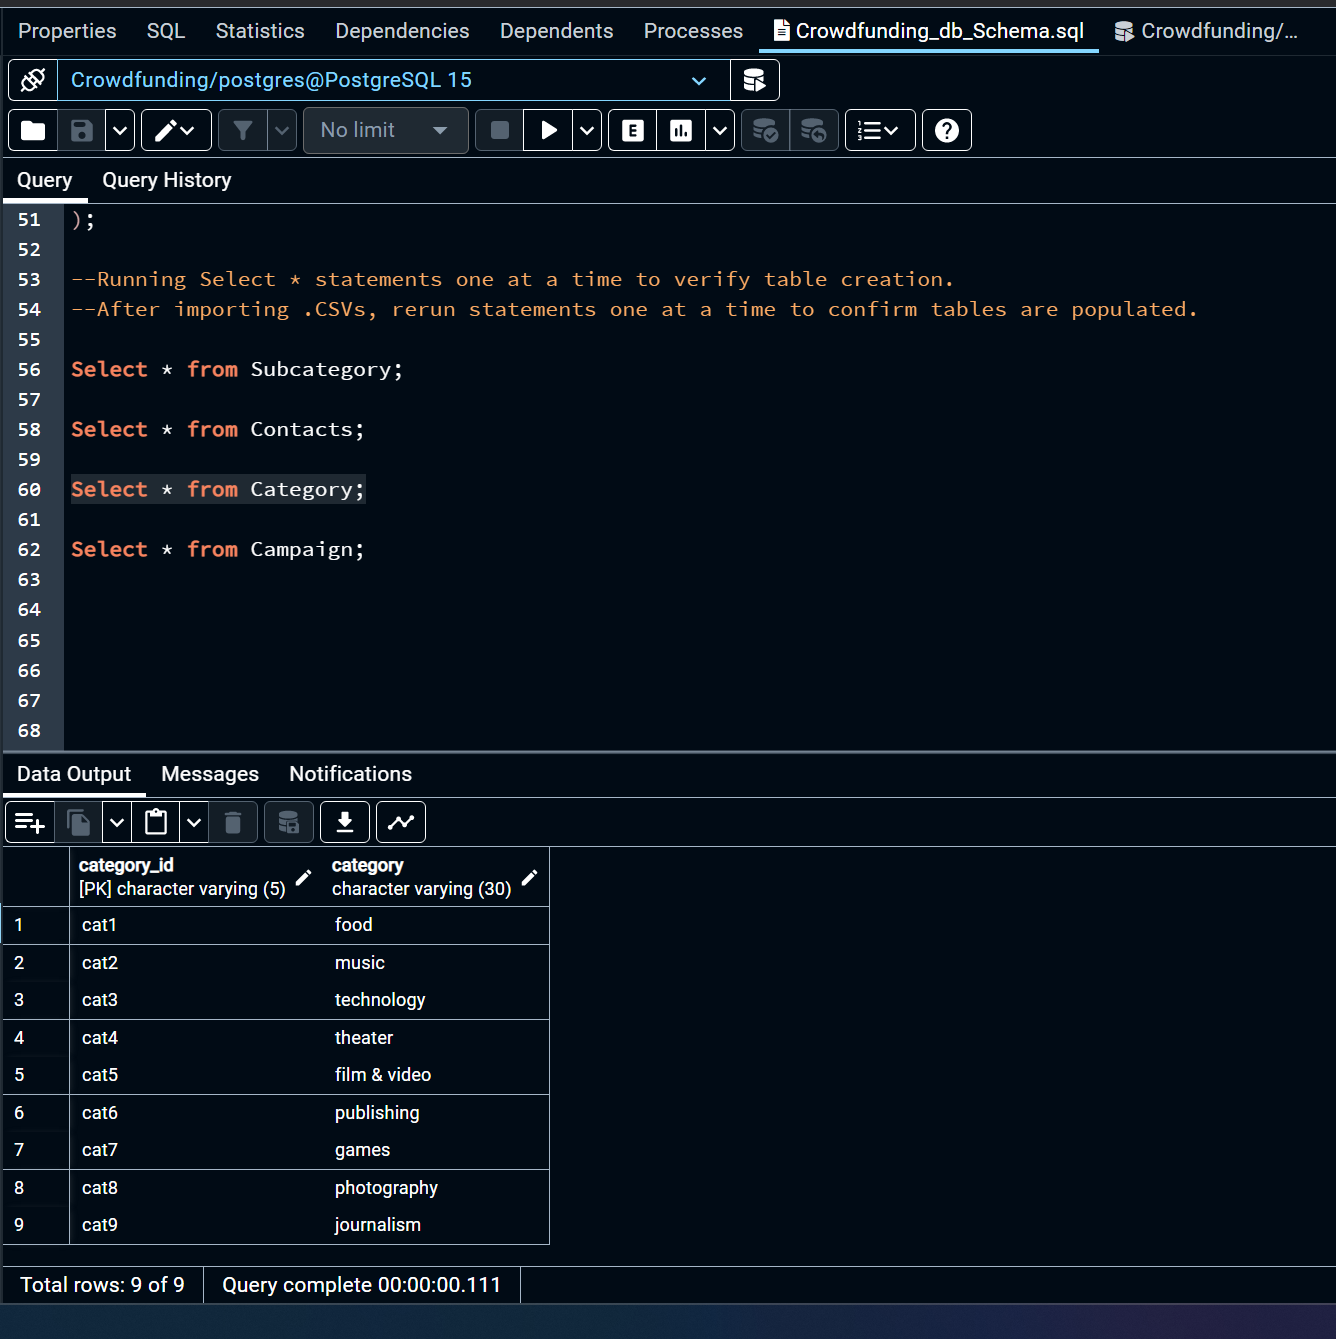 Properties SQL Statistics Dependencies Dependents Processes Crowdfunding_db_Schema.sql Crowdfunding/...
Crowdfunding/postgres@PostgreSQL 15
No limit E
Query Query History
51 );
52
53 --Running Select * statements one at a time to verify table creation.
54 --After importing .CSVs, rerun statements one at a time to confirm tables are populated.
55
56 Select * from Subcategory;
57
58 Select * from Contacts;
59
60 Select * from Category;
61
62 Select * from Campaign;
63
64
65
66
67
68
Data Output Messages Notifications
category_id category
[PK] character varying (5) character varying (30)
1 cat1 food
2 cat2 music
3 cat3 technology
4 cat4 theater
5 cat5 film & video
6 cat6 publishing
7 cat7 games
8 cat8 photography
9 cat9 journalism
Total rows: 9 of 9 Query complete 00:00:00.111